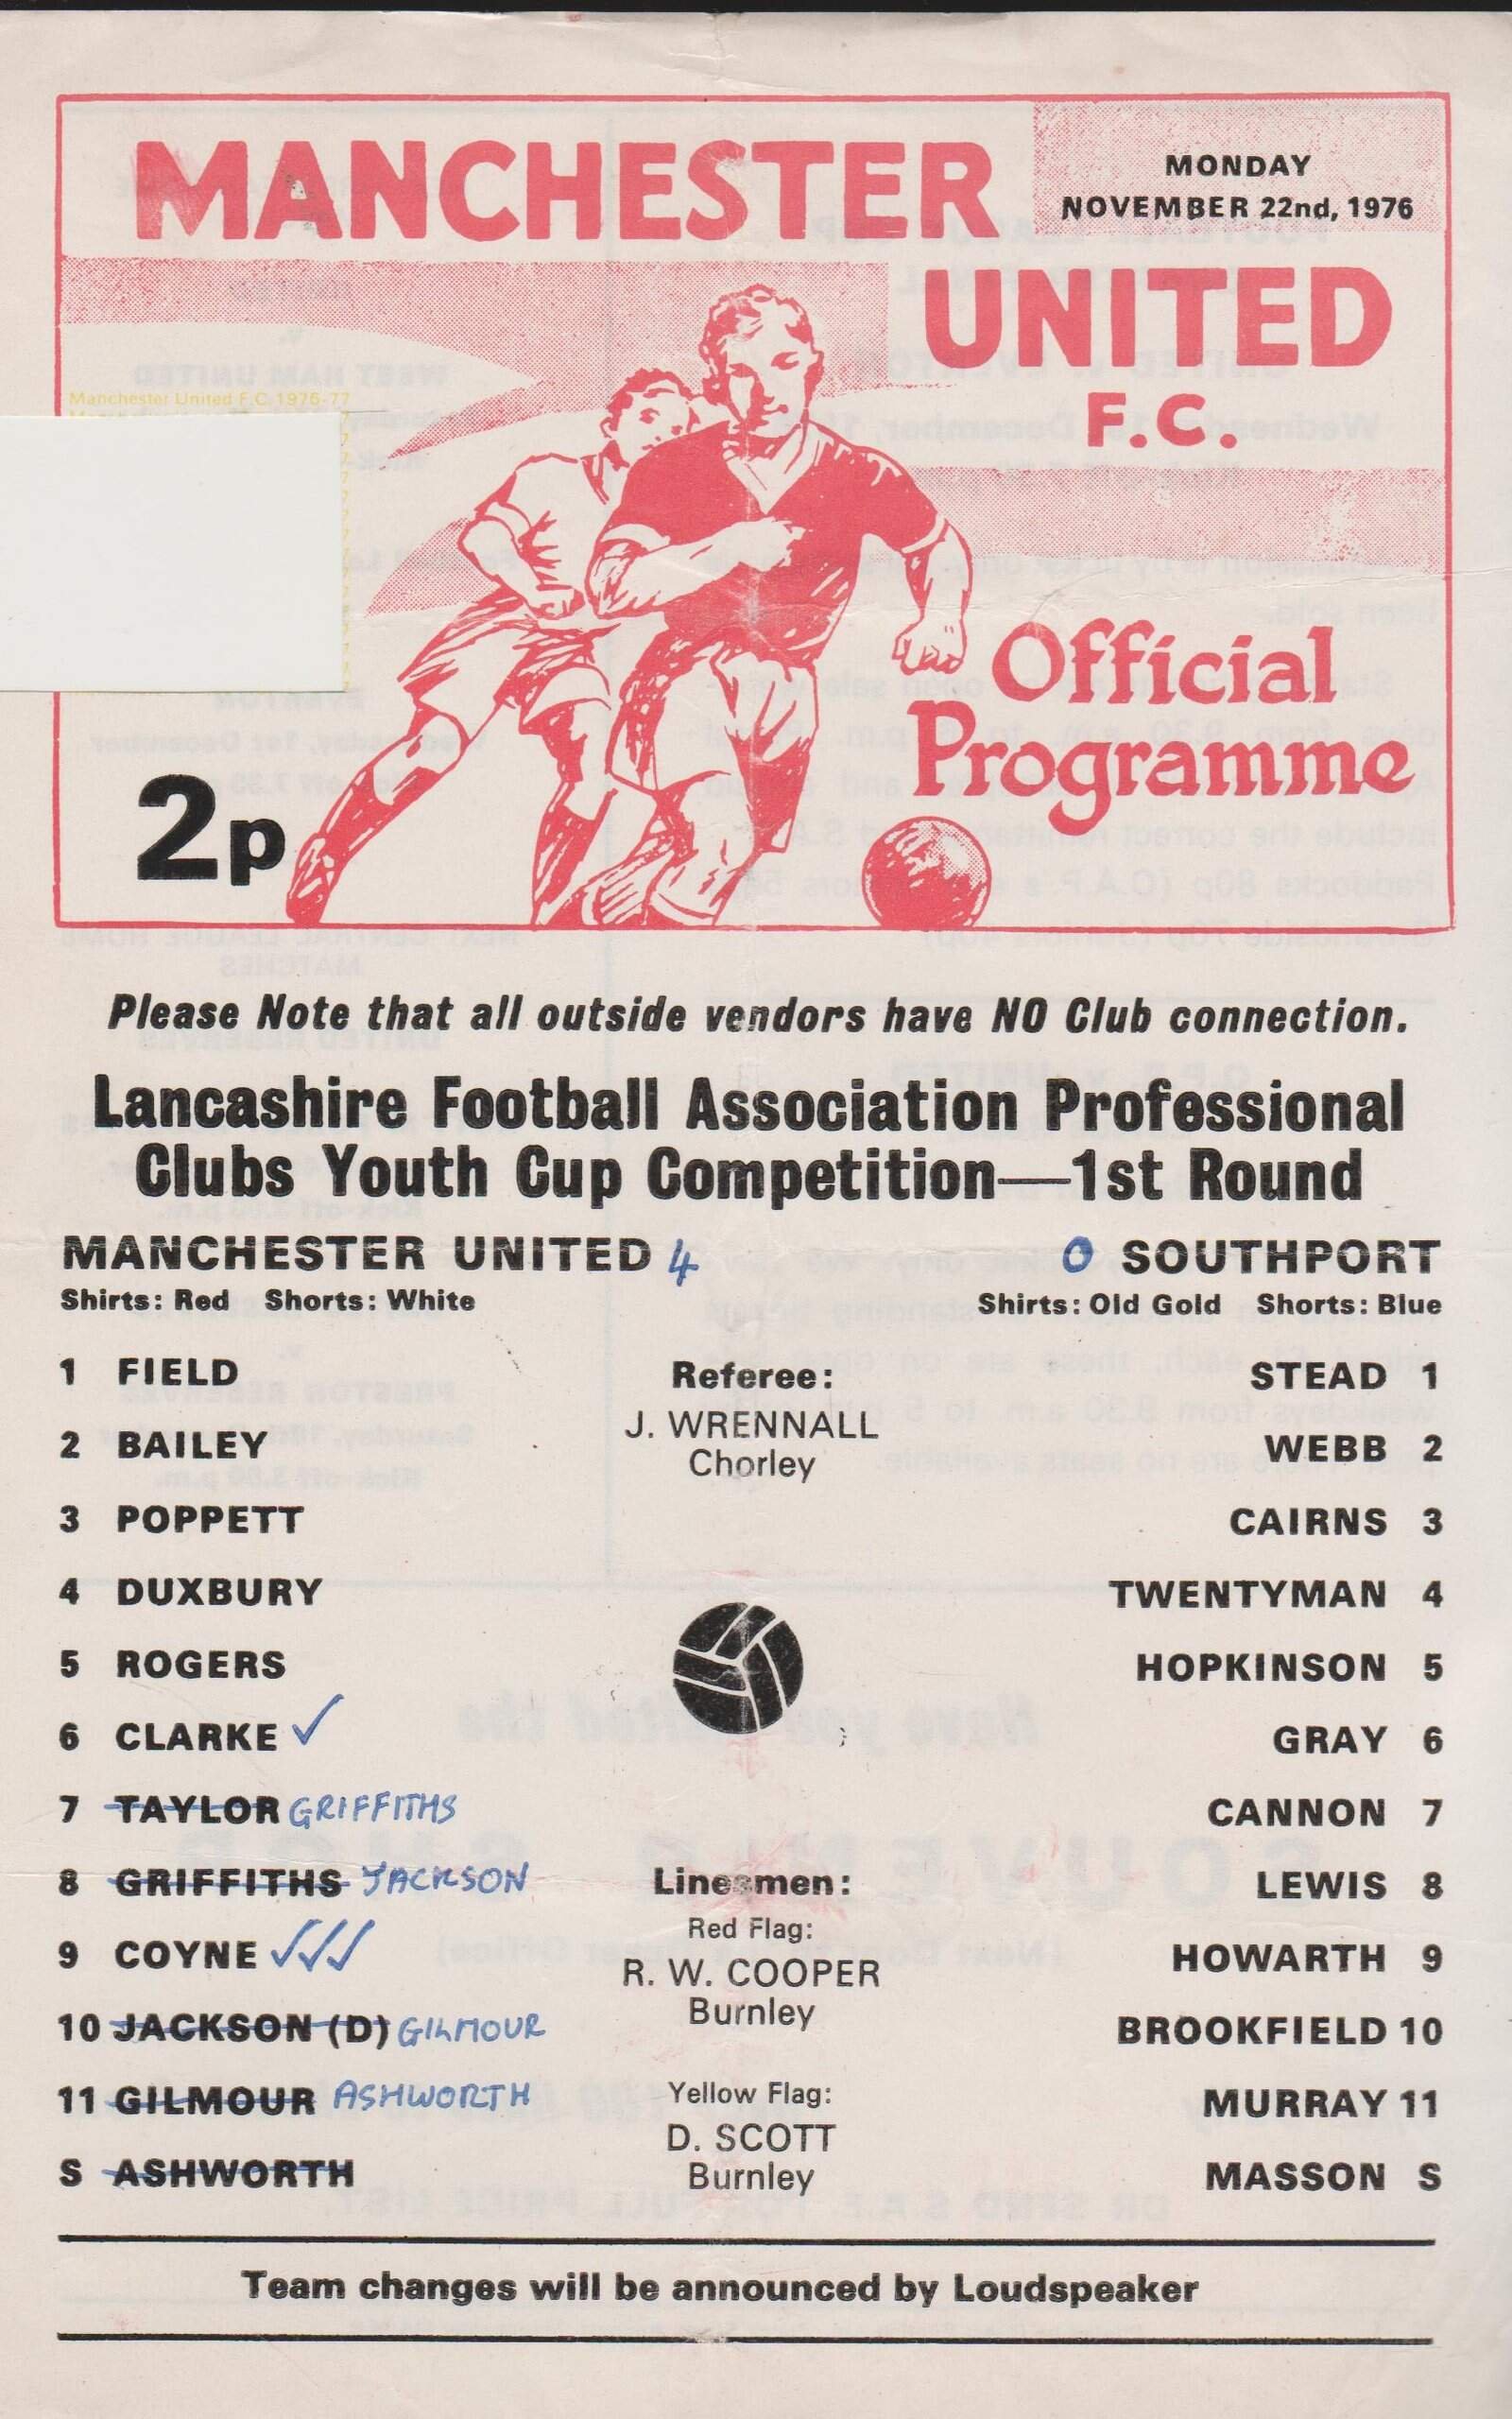 MANCHESTER
MONDAY
NOVEMBER 22nd, 1976
UNITED
F.C.
Manchester United F.C 1976-77
Official
Programme
2p
Please Note that all outside vendors have NO Club connection.
Lancashire Football Association Professional
Clubs Youth Cup Competition—1st Round
MANCHESTER UNITED 4
0 SOUTHPORT
Shirts: Red Shorts: White
Shirts: Old Gold Shorts: Blue
1 FIELD
2 BAILEY
3 POPPETT
4 DUXBURY
5 ROGERS
6 CLARKE ✓
7 TAYLOR GRIFFITHS
8 GRIFFITHS JACKSON
9 COYNE ✓✓✓
10 JACKSON (D) GILMOUR
11 GILMOUR ASHWORTH
S ASHWORTH
Referee:
J. WRENNALL
Chorley
Linesmen:
Red Flag:
R. W. COOPER
Burnley
Yellow Flag:
D. SCOTT
Burnley
STEAD 1
WEBB 2
CAIRNS 3
TWENTYMAN 4
HOPKINSON 5
GRAY 6
CANNON 7
LEWIS 8
HOWARTH 9
BROOKFIELD 10
MURRAY 11
MASSON S
Team changes will be announced by Loudspeaker